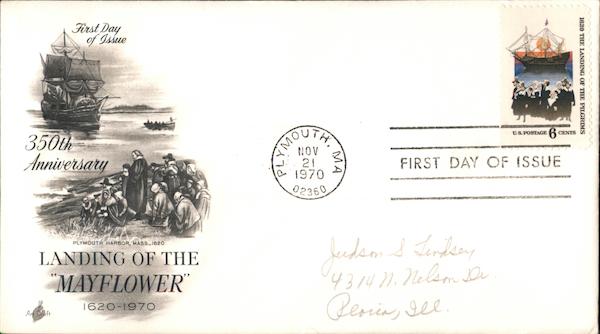 First Day
of Issue
350th
Anniversary
PLYMOUTH HARBOR, MASS., 1620
LANDING OF THE
"MAYFLOWER"
1620-1970
Art Craft
PLYMOUTH, MA
NOV
21
1970
02360
FIRST DAY OF ISSUE
1620 THE LANDING OF THE PILGRIMS
U.S. POSTAGE 6 CENTS
Judson S. Lindsey
4314 N. Nelson Dr.
Peoria, Ill.